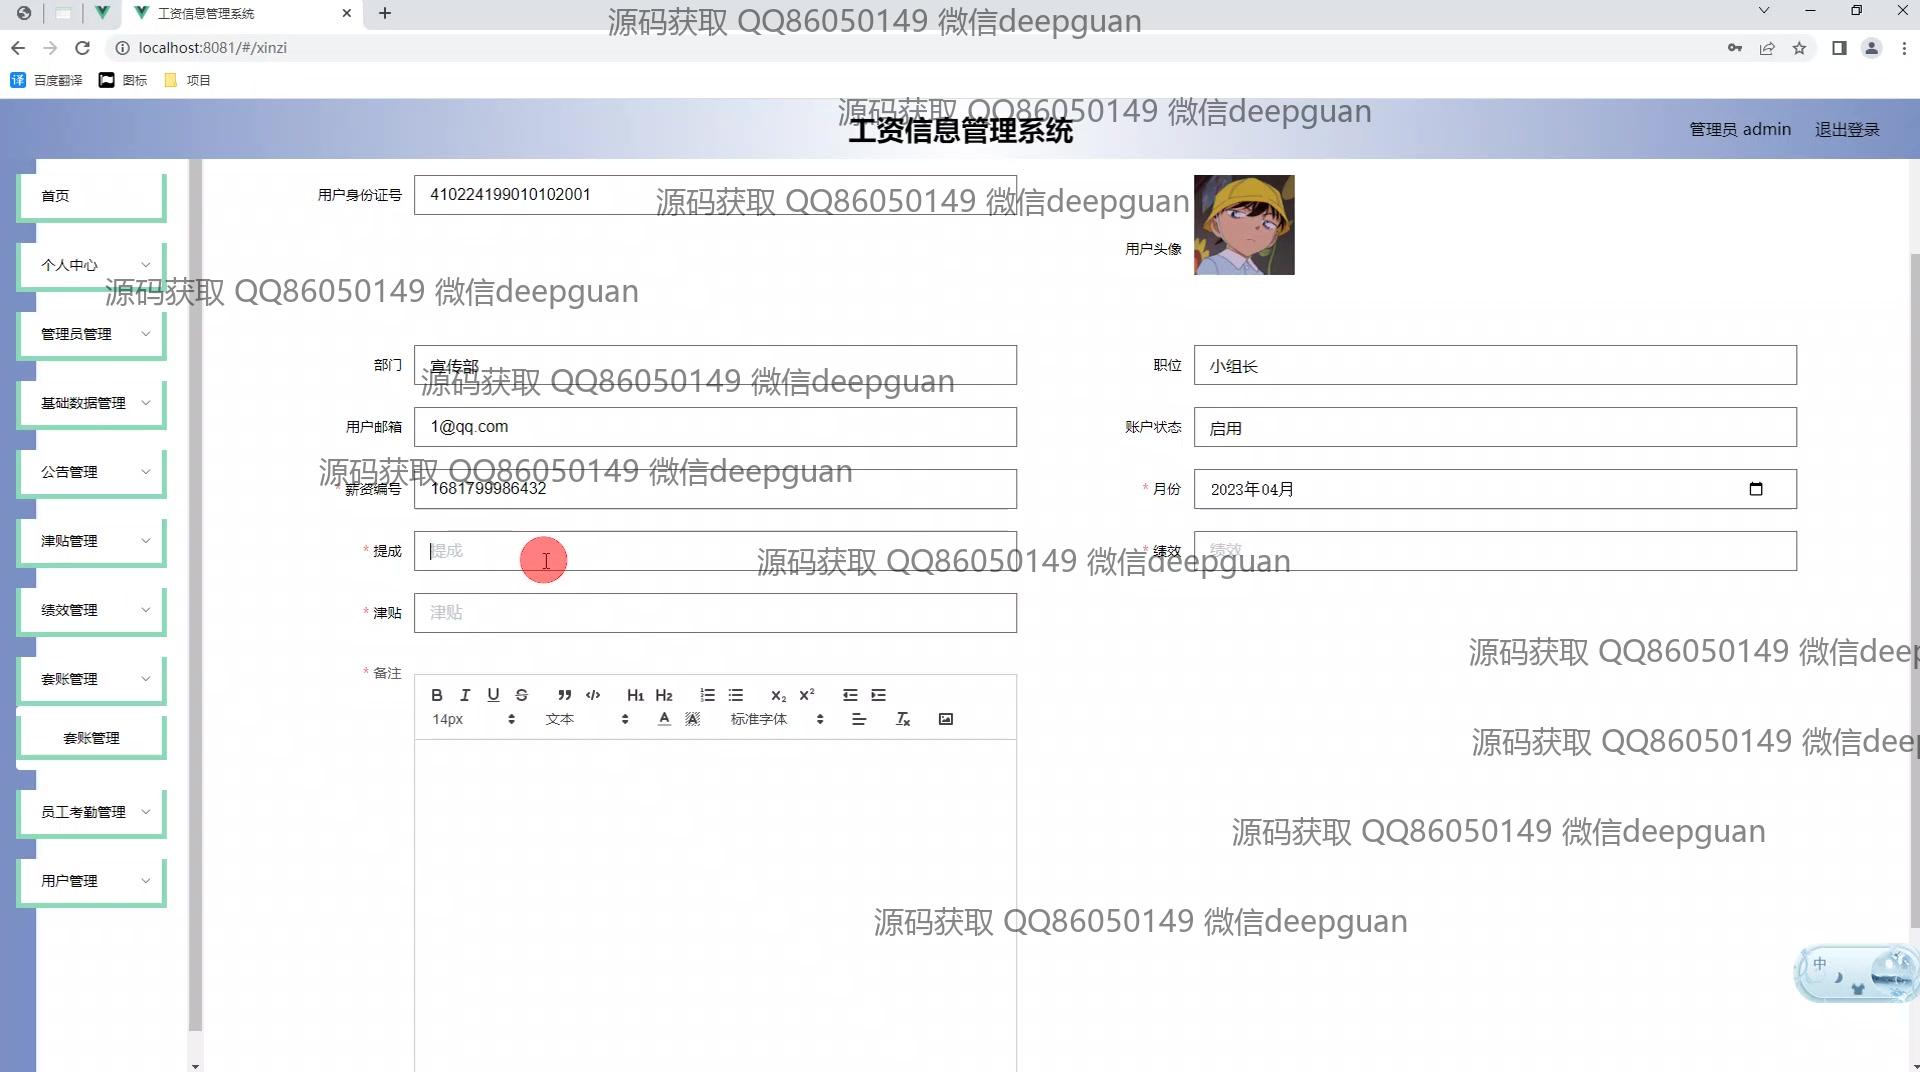 工资信息管理系统
源码获取 QQ86050149 微信deepguan
localhost:8081/#/xinzi
百度翻译 图标 项目
源码获取 QQ86050149 微信deepguan
工资信息管理系统
管理员 admin 退出登录
首页
用户身份证号 410224199010102001
源码获取 QQ86050149 微信deepguan
用户头像
个人中心
源码获取 QQ86050149 微信deepguan
管理员管理
部门 宣传部
职位 小组长
源码获取 QQ86050149 微信deepguan
基础数据管理
用户邮箱 1@qq.com
账户状态 启用
公告管理
源码获取 QQ86050149 微信deepguan
* 薪资编号 1681799986432
* 月份 2023年04月
津贴管理
* 提成 提成
* 绩效 绩效
源码获取 QQ86050149 微信deepguan
绩效管理
* 津贴 津贴
源码获取 QQ86050149 微信deep
套账管理
* 备注
B I U S ” </> H1 H2 X₂ X²
14px 文本 A A 标准字体 Tx
套账管理
源码获取 QQ86050149 微信deep
员工考勤管理
源码获取 QQ86050149 微信deepguan
用户管理
源码获取 QQ86050149 微信deepguan
中